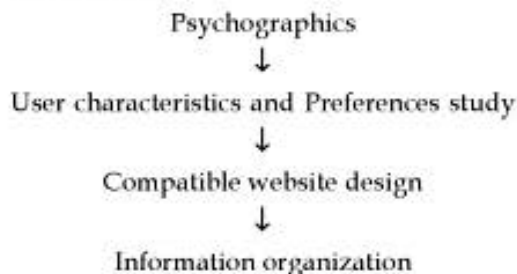 Psychographics
↓
User characteristics and Preferences study
↓
Compatible website design
↓
Information organization